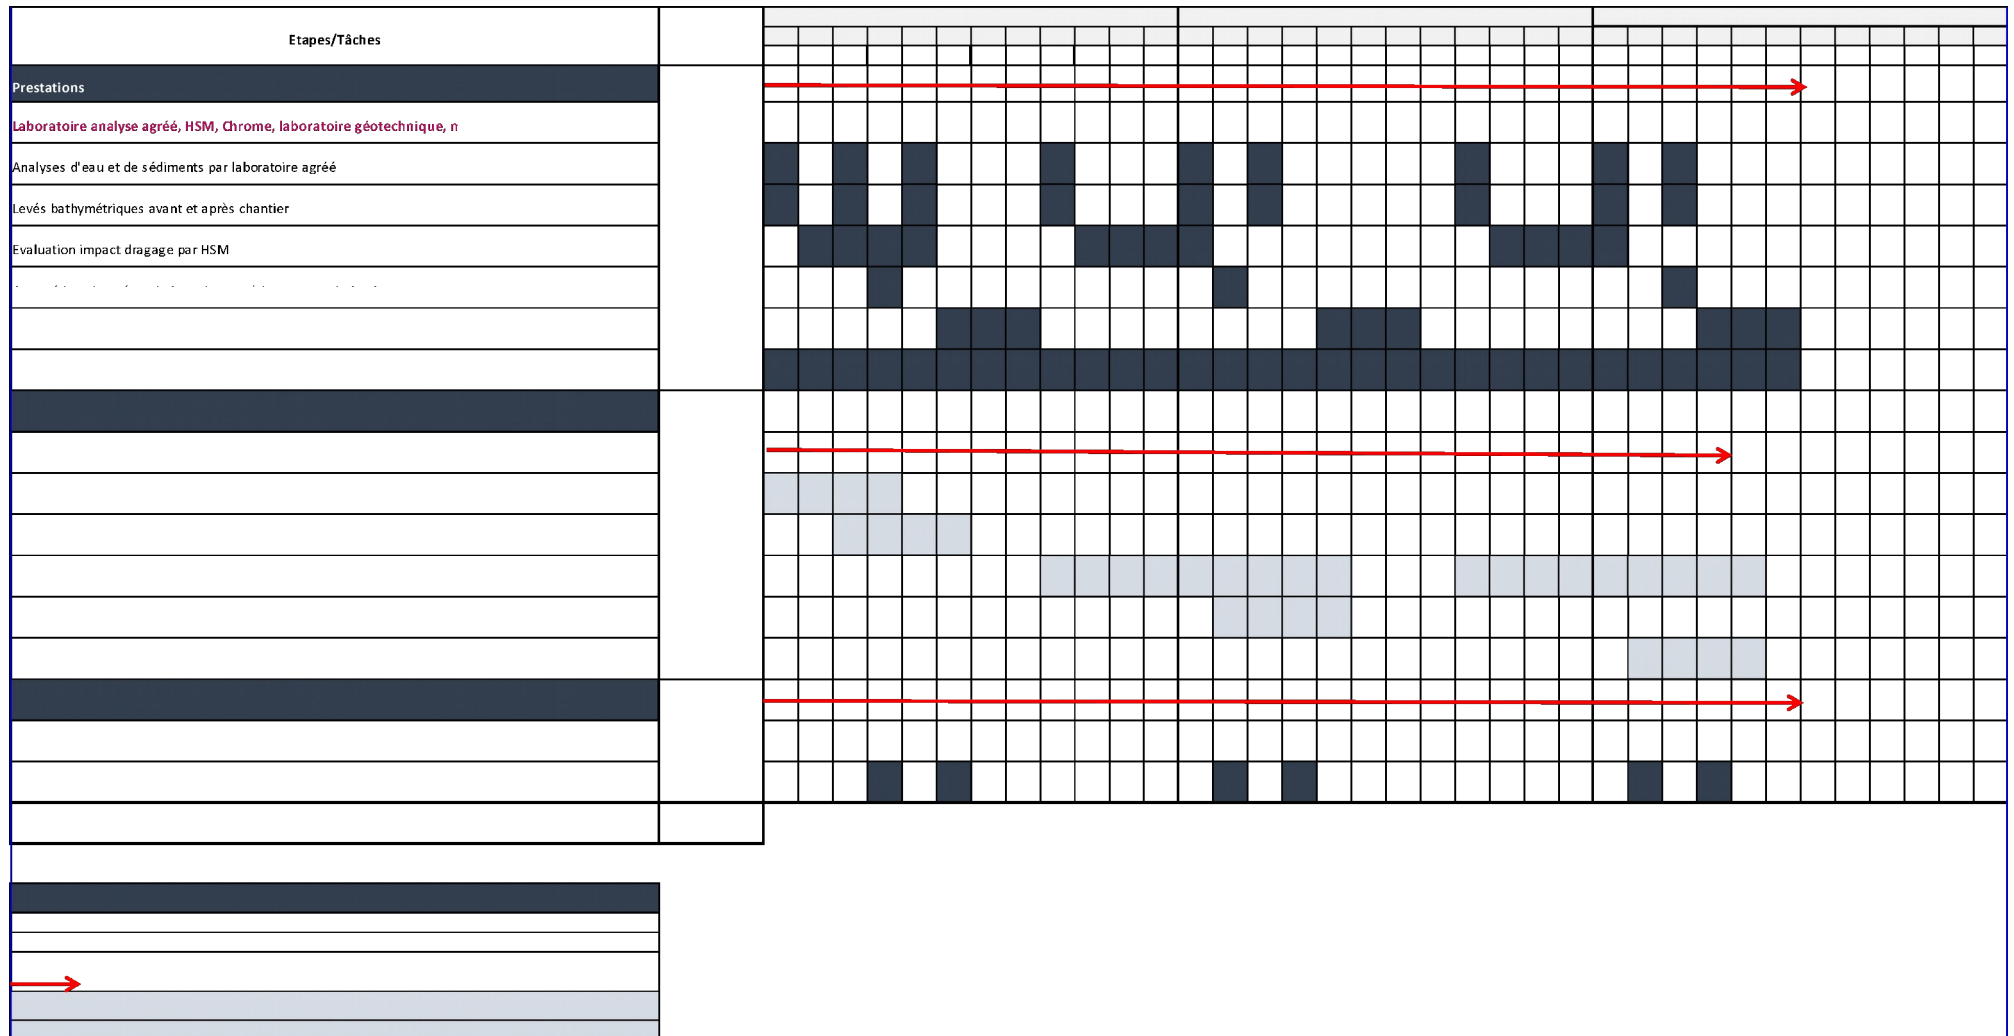 Etapes/Tâches
Prestations
Laboratoire analyse agréé, HSM, Chrome, laboratoire géotechnique,
Analyses d'eau et de sédiments par laboratoire agréé
Levés bathymétriques avant et après chantier
Evaluation impact dragage par HSM